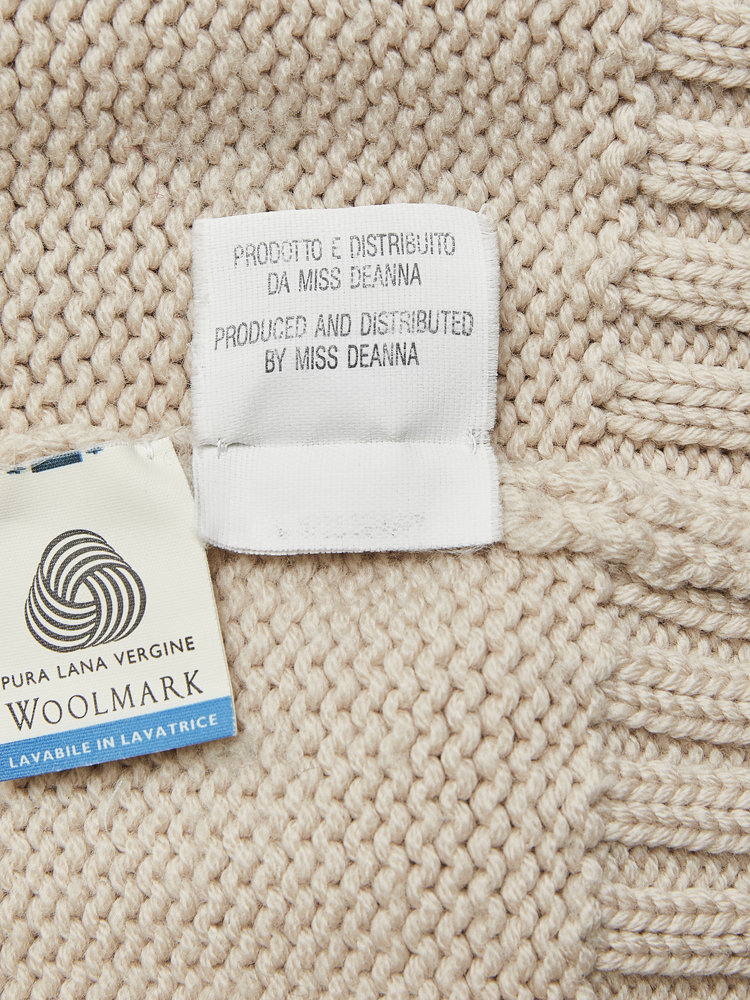 PRODOTTO E DISTRIBUITO
DA MISS DEANNA
PRODUCED AND DISTRIBUTED
BY MISS DEANNA
PURA LANA VERGINE
WOOLMARK
LAVABILE IN LAVATRICE